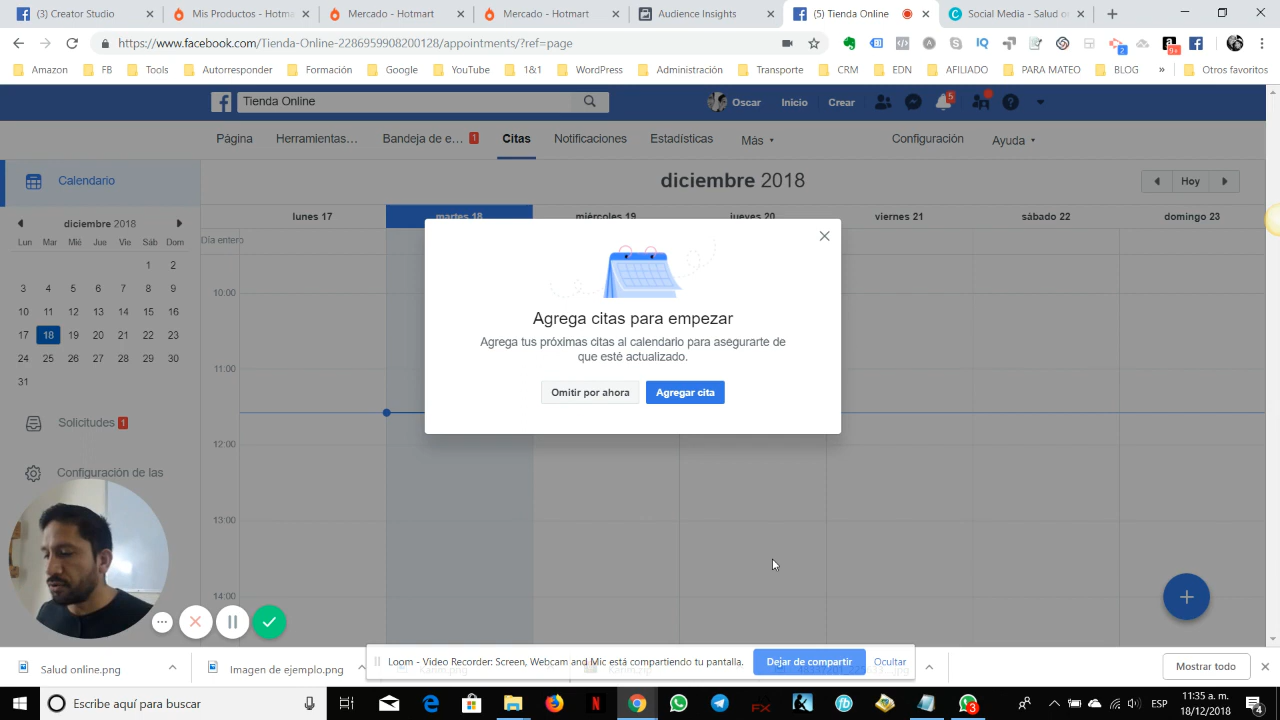 (3) Creator Studio
Mis Productos - Hotm
Mercado - Hotmart
Mercado - Hotmart
Audience Insights
(5) Tienda Online
Social Media - Salud o
https://www.facebook.com/Tienda-Online-2286959908200128/appointments/?ref=page
Amazon
FB
Tools
Autorresponder
Formación
Google
YouTube
1&1
WordPress
Administración
Transporte
CRM
EDN
AFILIADO
PARA MATEO
BLOG
»
Otros favoritos
Tienda Online
Oscar
Inicio
Crear
5
Página
Herramientas...
Bandeja de e... 1
Citas
Notificaciones
Estadísticas
Más
Configuración
Ayuda
Calendario
diciembre 2018
Hoy
diciembre 2018
Lun Mar Mié Jue Vie Sáb Dom
1 2
3 4 5 6 7 8 9
10 11 12 13 14 15 16
17 18 19 20 21 22 23
24 25 26 27 28 29 30
31
Solicitudes 1
Configuración de las
lunes 17
martes 18
miércoles 19
jueves 20
viernes 21
sábado 22
domingo 23
Día entero
10:00
11:00
12:00
13:00
14:00
Agrega citas para empezar
Agrega tus próximas citas al calendario para asegurarte de
que esté actualizado.
Omitir por ahora
Agregar cita
Loom - Video Recorder: Screen, Webcam and Mic está compartiendo tu pantalla.
Dejar de compartir
Ocultar
Salud online.png
Imagen de ejemplo.png
Mostrar todo
Escribe aquí para buscar
ESP
11:35 a. m.
18/12/2018